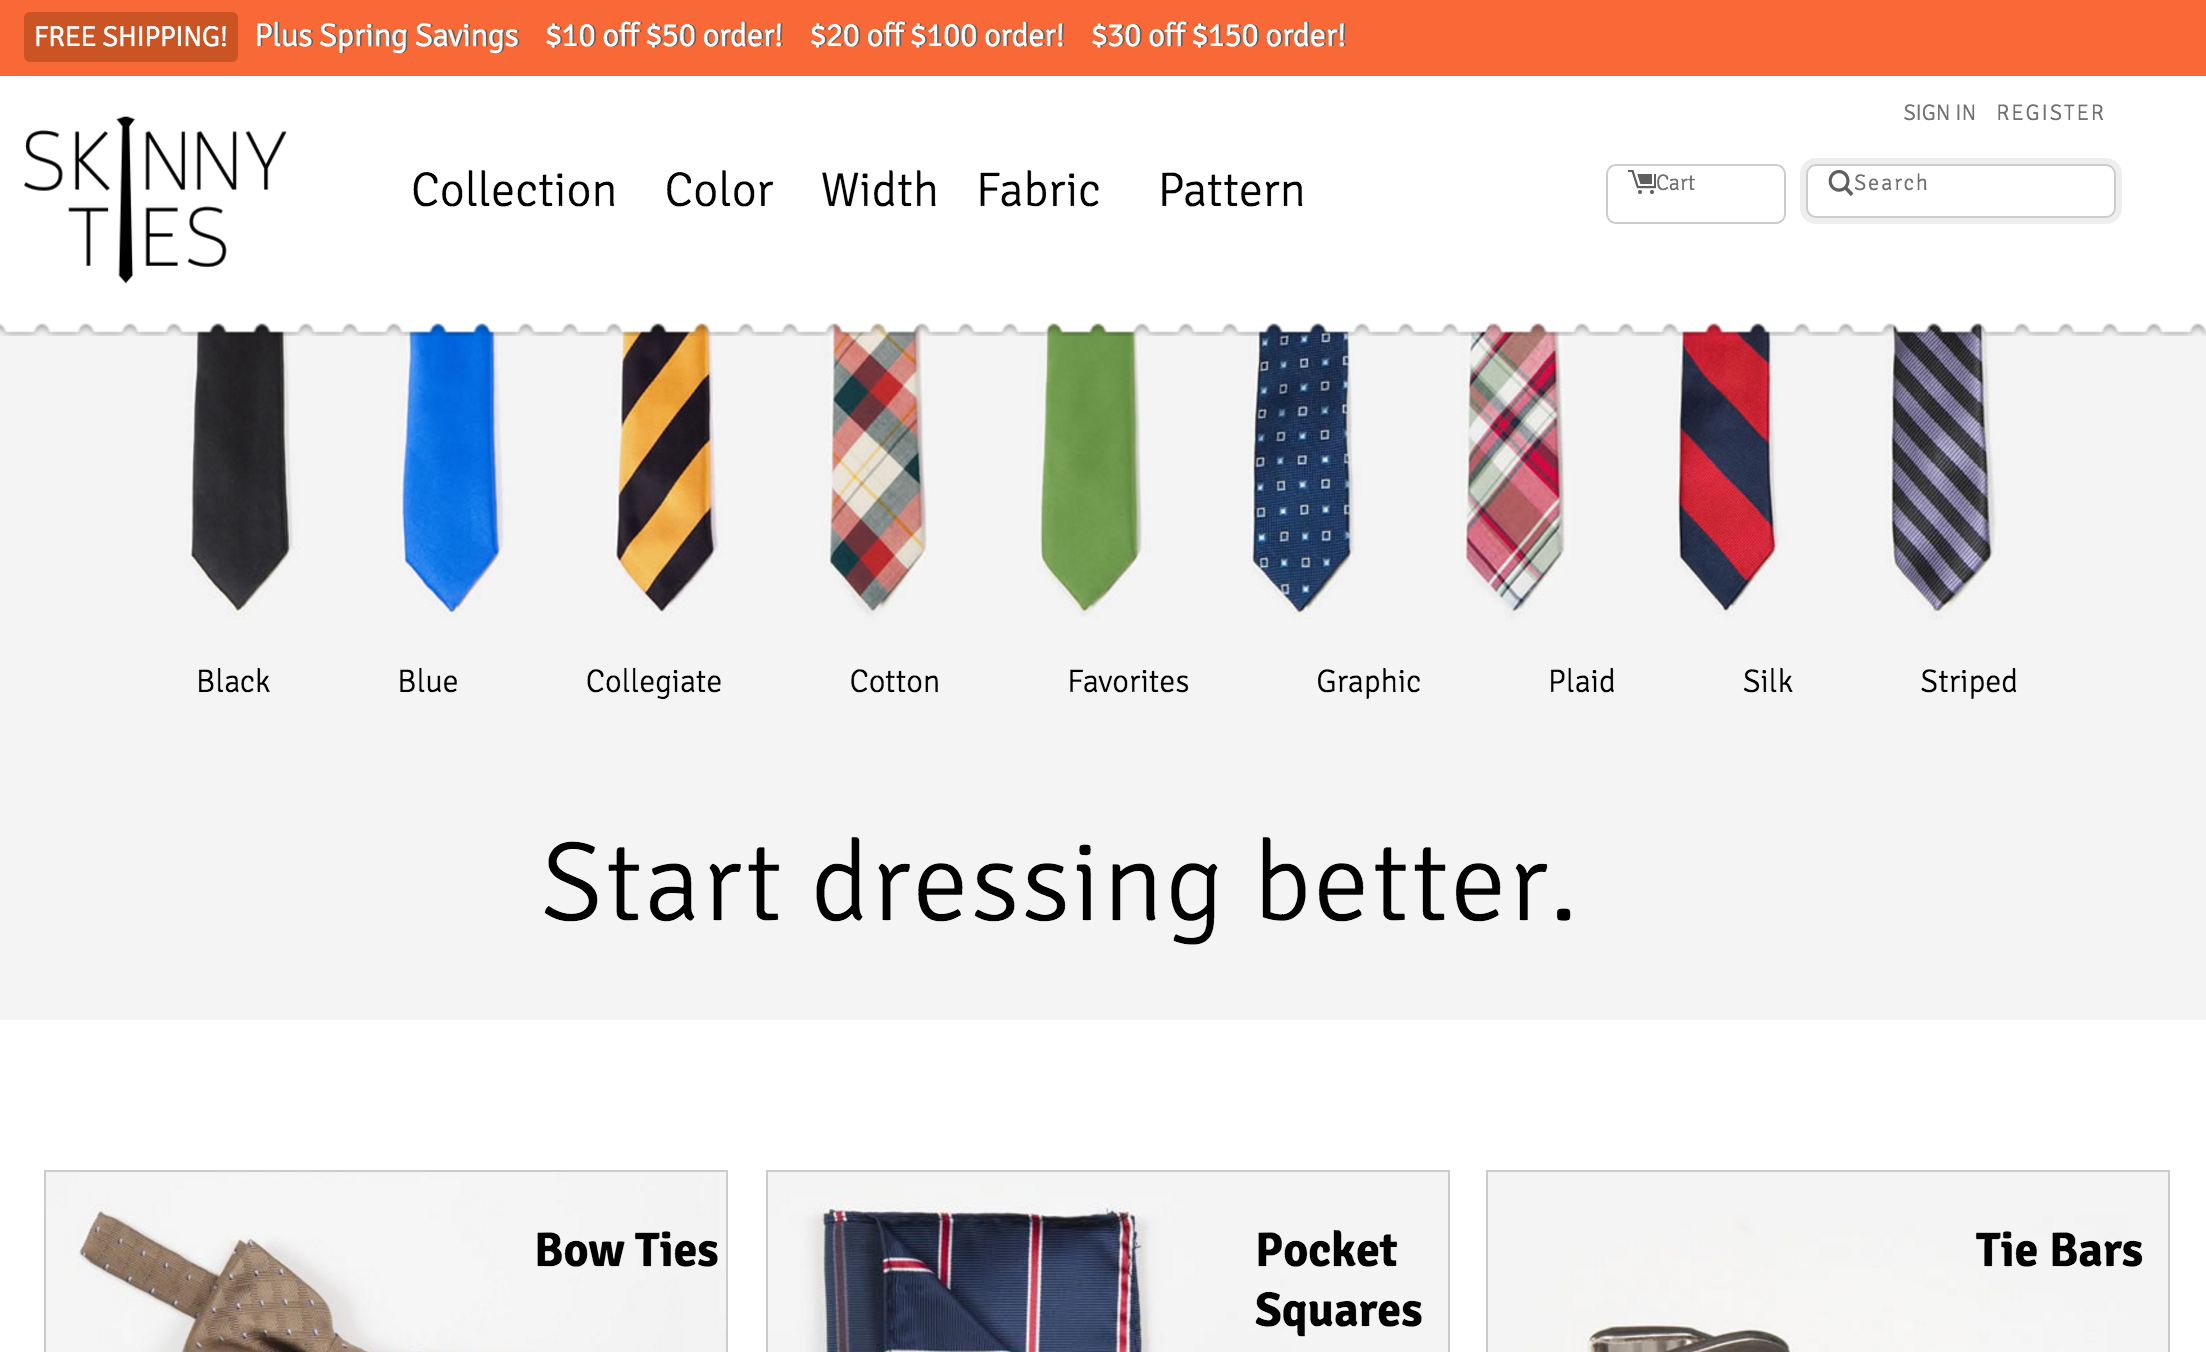 FREE SHIPPING! Plus Spring Savings $10 off $50 order! $20 off $100 order! $30 off $150 order!
SIGN IN REGISTER
SKINNY
TIES
Collection Color Width Fabric Pattern
Cart Search
Black Blue Collegiate Cotton Favorites Graphic Plaid Silk Striped
Start dressing better.
Bow Ties
Pocket
Squares
Tie Bars